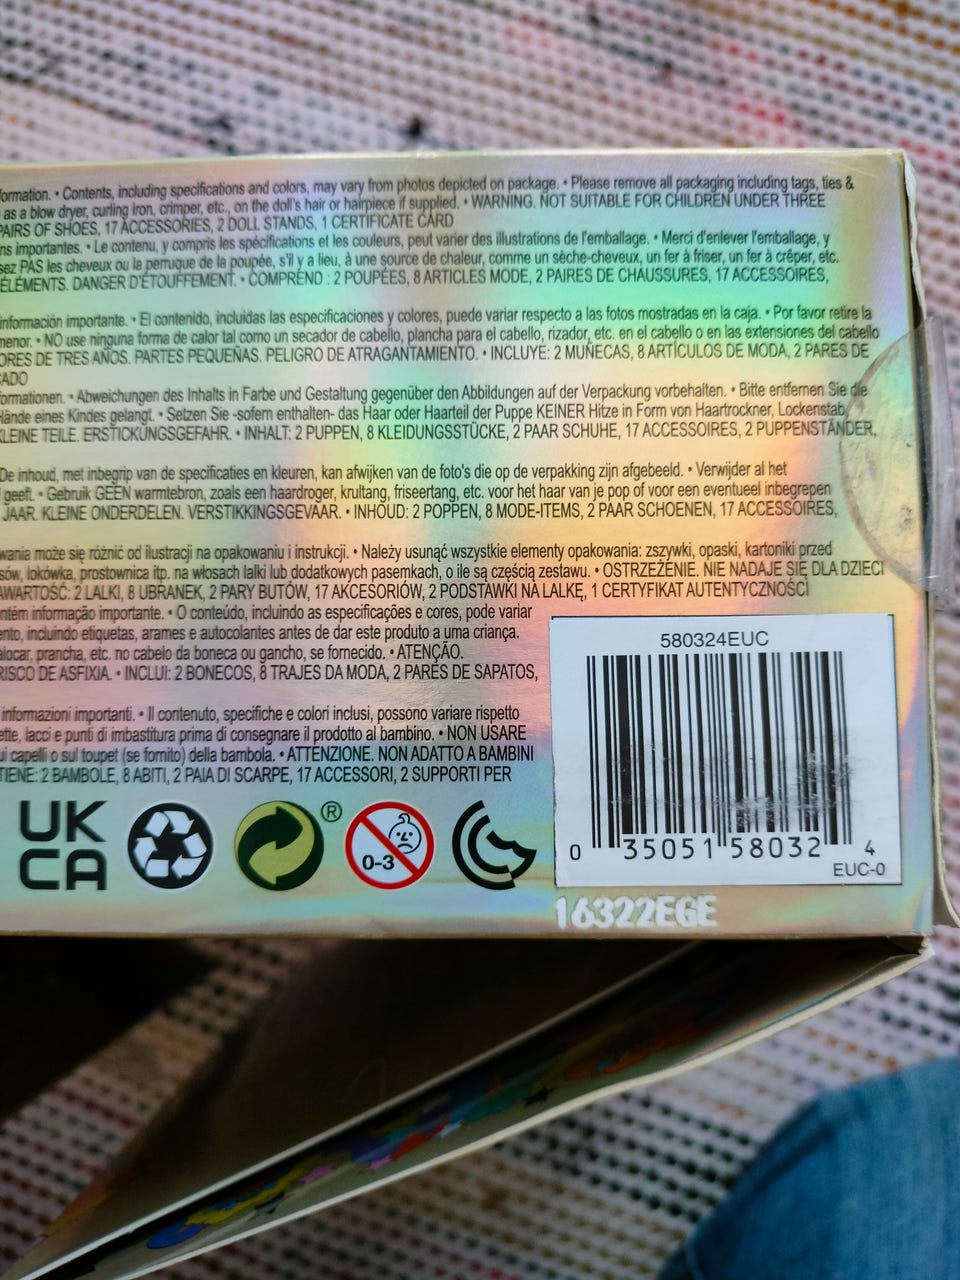 formation. • Contents, including specifications and colors, may vary from photos depicted on package. • Please remove all packaging including tags, ties &
as a blow dryer, curling iron, crimper, etc., on the doll's hair or hairpiece if supplied. • WARNING. NOT SUITABLE FOR CHILDREN UNDER THREE
PAIRS OF SHOES, 17 ACCESSORIES, 2 DOLL STANDS, 1 CERTIFICATE CARD
ns importantes. • Le contenu, y compris les spécifications et les couleurs, peut varier des illustrations de l'emballage. • Merci d'enlever l'emballage, y
sez PAS les cheveux ou la perruque de la poupée, s'il y a lieu, à une source de chaleur, comme un sèche-cheveux, un fer à friser, un fer à crêper, etc.
ÉLÉMENTS. DANGER D'ÉTOUFFEMENT. • COMPREND : 2 POUPÉES, 8 ARTICLES MODE, 2 PAIRES DE CHAUSSURES, 17 ACCESSOIRES,
información importante. • El contenido, incluidas las especificaciones y colores, puede variar respecto a las fotos mostradas en la caja. • Por favor retire la
menor. • NO use ninguna forma de calor tal como un secador de cabello, plancha para el cabello, rizador, etc. en el cabello o en las extensiones del cabello
ORES DE TRES AÑOS. PARTES PEQUEÑAS. PELIGRO DE ATRAGANTAMIENTO. • INCLUYE: 2 MUÑECAS, 8 ARTÍCULOS DE MODA, 2 PARES DE
CADO
formationen. • Abweichungen des Inhalts in Farbe und Gestaltung gegenüber den Abbildungen auf der Verpackung vorbehalten. • Bitte entfernen Sie die
Hände eines Kindes gelangt. • Setzen Sie -sofern enthalten- das Haar oder Haarteil der Puppe KEINER Hitze in Form von Haartrockner, Lockenstab,
KLEINE TEILE. ERSTICKUNGSGEFAHR. • INHALT: 2 PUPPEN, 8 KLEIDUNGSSTÜCKE, 2 PAAR SCHUHE, 17 ACCESSOIRES, 2 PUPPENSTÄNDER,
De inhoud, met inbegrip van de specificaties en kleuren, kan afwijken van de foto's die op de verpakking zijn afgebeeld. • Verwijder al het
geeft. • Gebruik GEEN warmtebron, zoals een haardroger, krultang, friseertang, etc. voor het haar van je pop of voor een eventueel inbegrepen
JAAR. KLEINE ONDERDELEN. VERSTIKKINGSGEVAAR. • INHOUD: 2 POPPEN, 8 MODE-ITEMS, 2 PAAR SCHOENEN, 17 ACCESSOIRES,
wania może się różnić od ilustracji na opakowaniu i instrukcji. • Należy usunąć wszystkie elementy opakowania: zszywki, opaski, kartoniki przed
sów, lokówka, prostownica itp. na włosach lalki lub dodatkowych pasemkach, o ile są częścią zestawu. • OSTRZEŻENIE. NIE NADAJE SIĘ DLA DZIECI
AWARTOŚĆ: 2 LALKI, 8 UBRANEK, 2 PARY BUTÓW, 17 AKCESORIÓW, 2 PODSTAWKI NA LALKĘ, 1 CERTYFIKAT AUTENTYCZNOŚCI
ntém informação importante. • O conteúdo, incluindo as especificações e cores, pode variar
ento, incluindo etiquetas, arames e autocolantes antes de dar este produto a uma criança.
alocar, prancha, etc. no cabelo da boneca ou gancho, se fornecido. • ATENÇÃO.
RISCO DE ASFIXIA. • INCLUI: 2 BONECOS, 8 TRAJES DA MODA, 2 PARES DE SAPATOS,
informazioni importanti. • Il contenuto, specifiche e colori inclusi, possono variare rispetto
ette, lacci e punti di imbastitura prima di consegnare il prodotto al bambino. • NON USARE
ui capelli o sul toupet (se fornito) della bambola. • ATTENZIONE. NON ADATTO A BAMBINI
TIENE: 2 BAMBOLE, 8 ABITI, 2 PAIA DI SCARPE, 17 ACCESSORI, 2 SUPPORTI PER
UK
CA
®
0-3
580324EUC
0 35051 58032 4
EUC-0
16322EGE